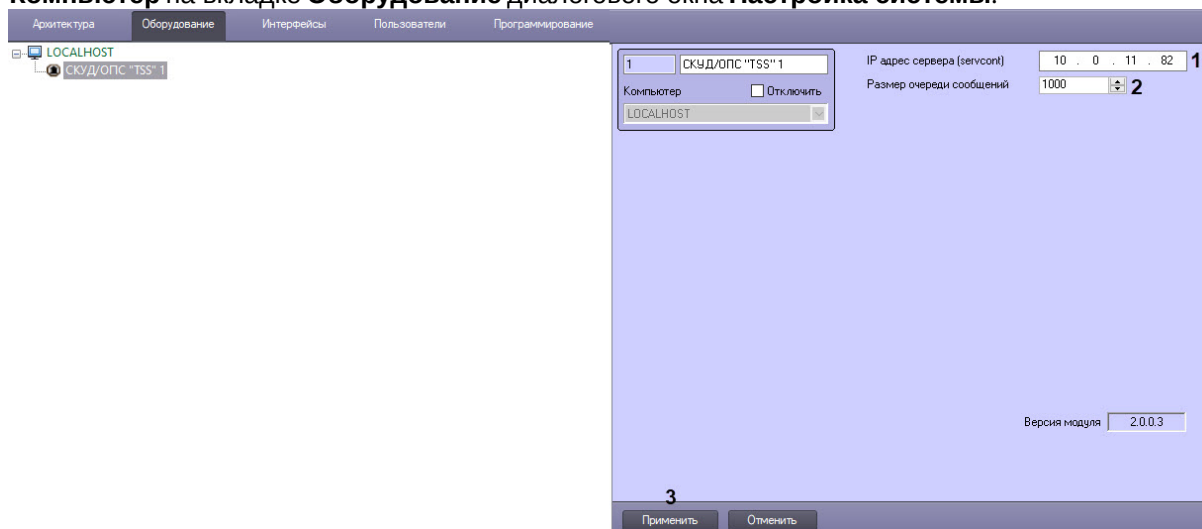 Компьютер на вкладке Оборудование диалогового окна Настройка системы.
Архитектура Оборудование Интерфейсы Пользователи Программирование
LOCALHOST
СКУД/ОПС "TSS" 1
1 СКУД/ОПС "TSS" 1
Компьютер Отключить
LOCALHOST
IP адрес сервера (servcont) 10 . 0 . 11 . 82 1
Размер очереди сообщений 1000 2
Версия модуля 2.0.0.3
3
Применить Отменить